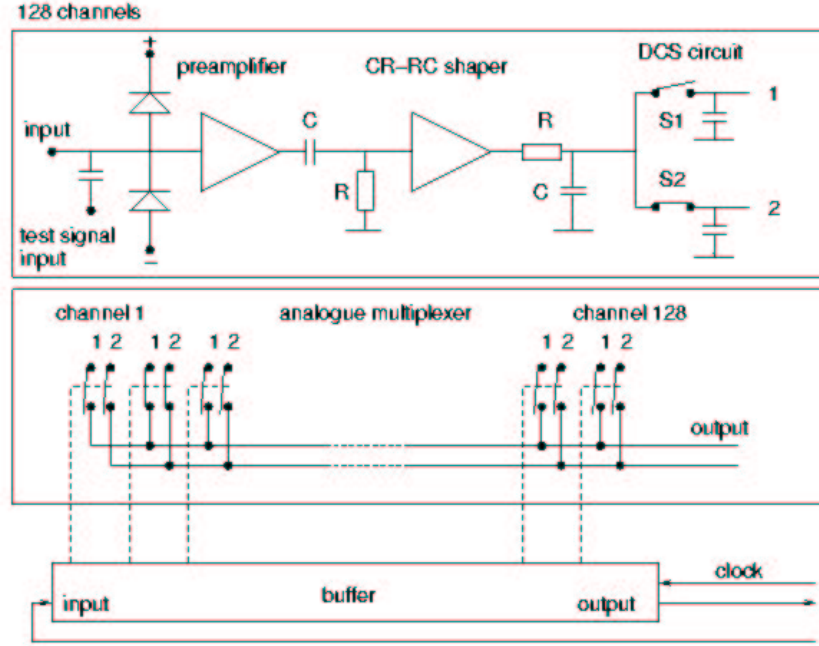 128 channels
+
preamplifier
CR–RC shaper
DCS circuit
1
input
C
R
S1
R
C
S2
2
test signal
input
–
channel 1
analogue multiplexer
channel 128
1 2 1 2 1 2 1 2 1 2
output
clock
input
buffer
output